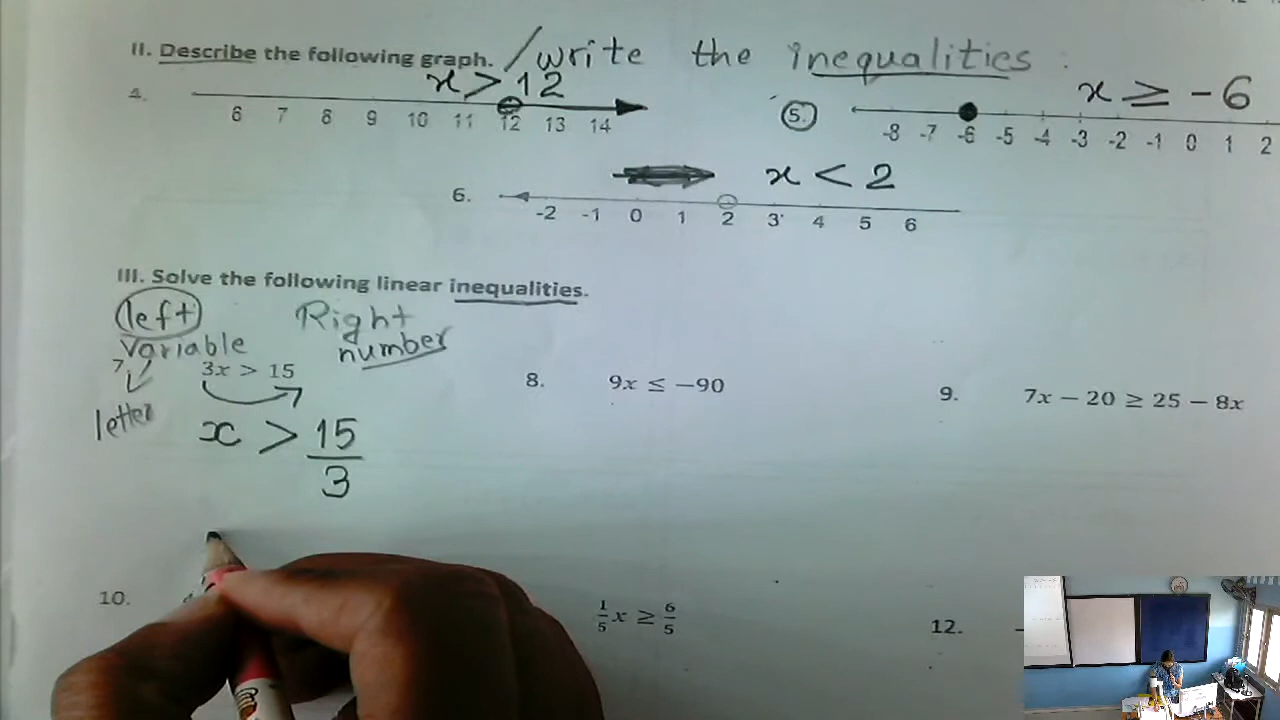 II. Describe the following graph. /write the inequalities :
4. x > 12
6 7 8 9 10 11 12 13 14
5. x ≥ -6
-8 -7 -6 -5 -4 -3 -2 -1 0 1 2
6. x < 2
-2 -1 0 1 2 3 4 5 6
III. Solve the following linear inequalities.
left Right
variable number
7. 3x > 15
letter
x > 15/3
8. 9x ≤ −90
9. 7x − 20 ≥ 25 − 8x
10.
1/5 x ≥ 6/5
12.